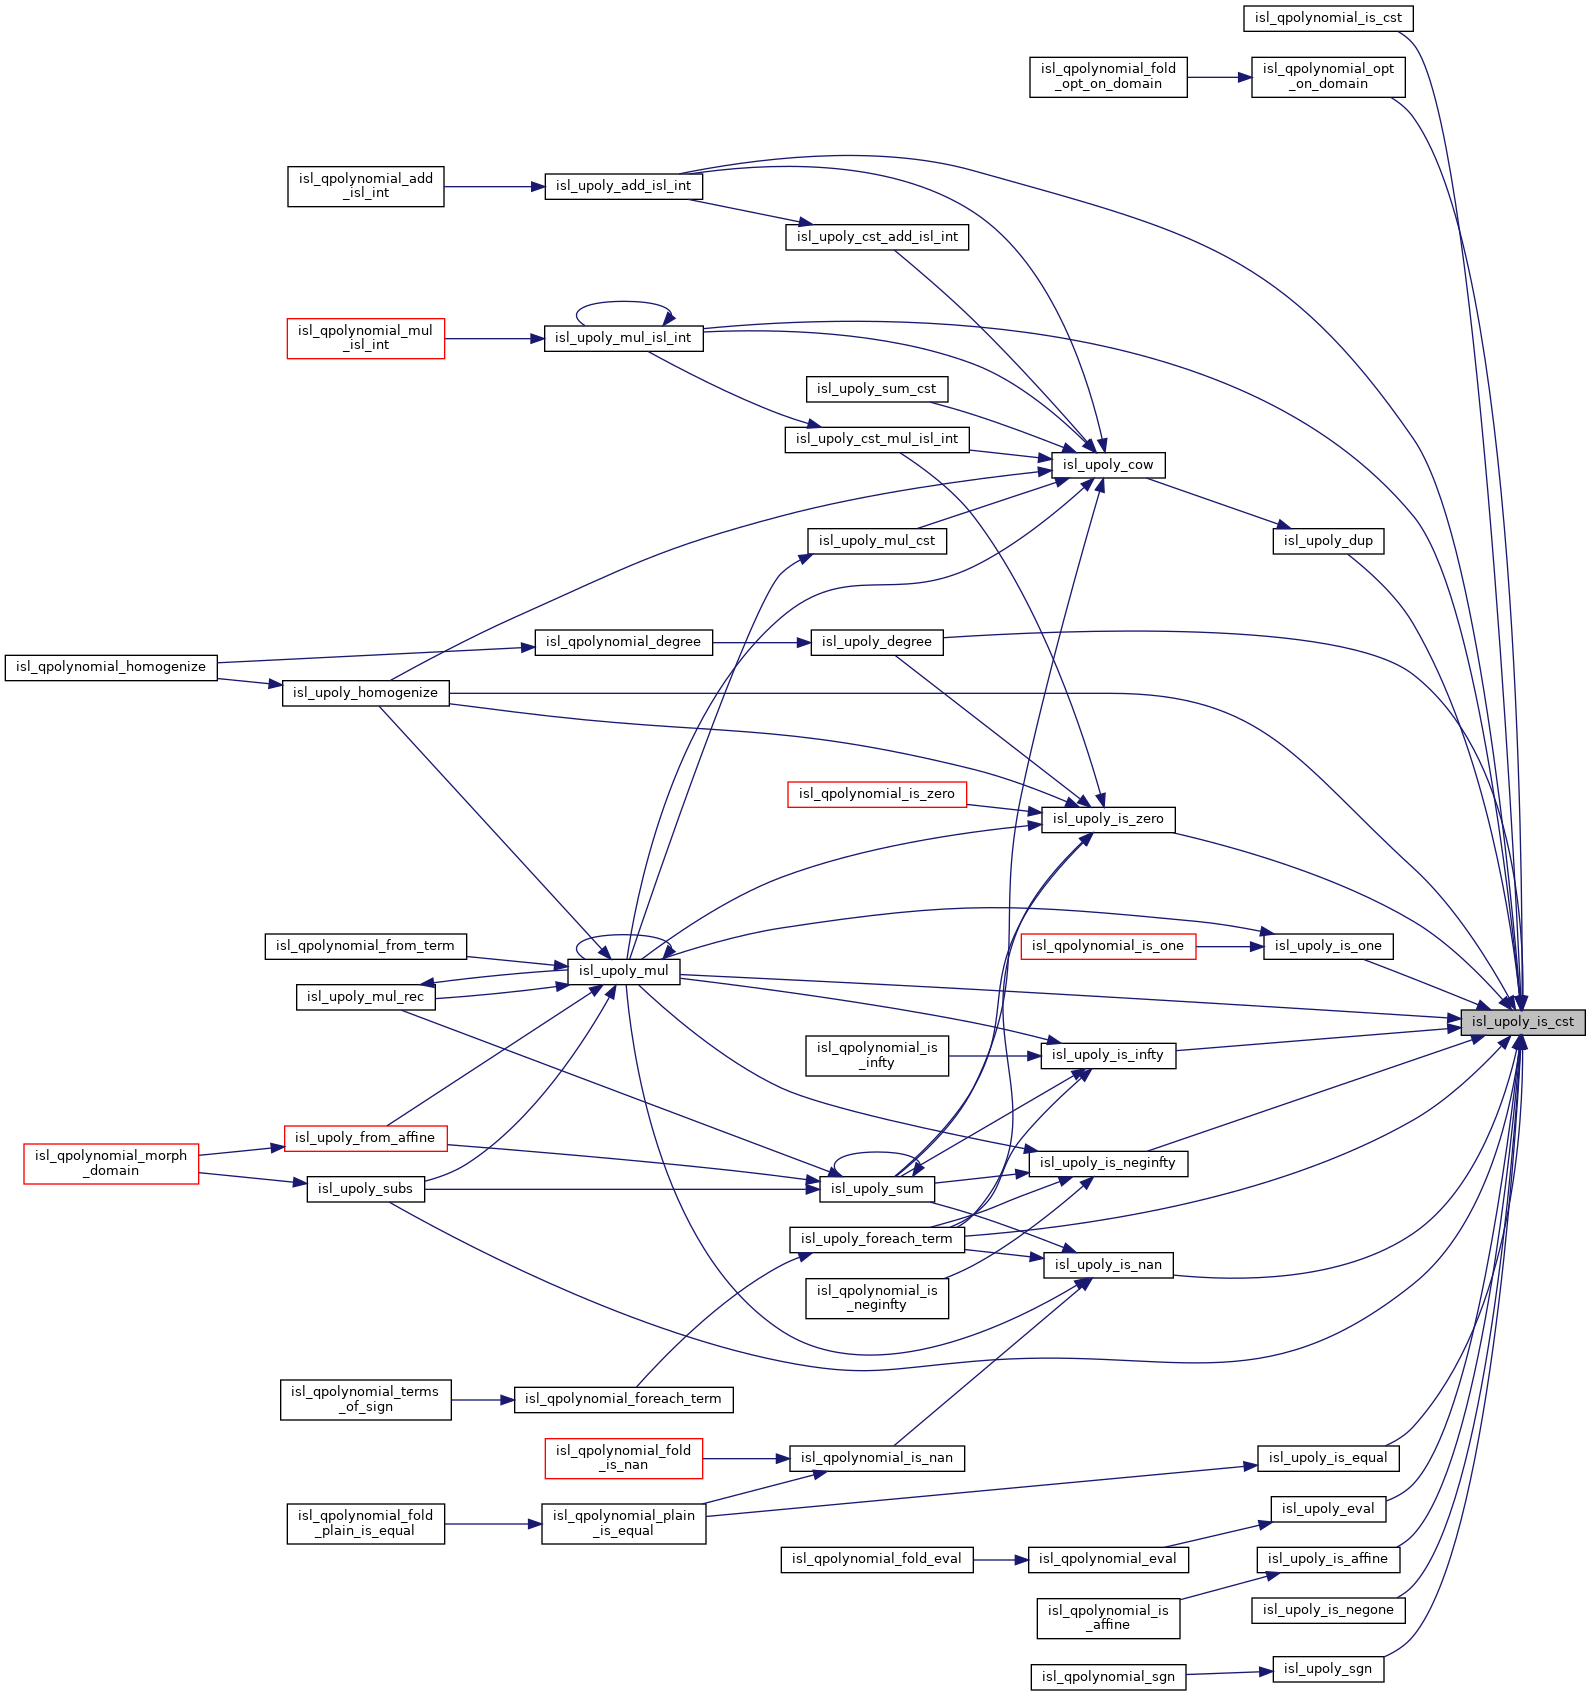 isl_qpolynomial_is_cst
isl_qpolynomial_fold
_opt_on_domain
isl_qpolynomial_opt
_on_domain
isl_qpolynomial_add
_isl_int
isl_upoly_add_isl_int
isl_upoly_cst_add_isl_int
isl_qpolynomial_mul
_isl_int
isl_upoly_mul_isl_int
isl_upoly_sum_cst
isl_upoly_cst_mul_isl_int
isl_upoly_cow
isl_upoly_mul_cst
isl_upoly_dup
isl_qpolynomial_homogenize
isl_qpolynomial_degree
isl_upoly_degree
isl_upoly_homogenize
isl_qpolynomial_is_zero
isl_upoly_is_zero
isl_qpolynomial_from_term
isl_upoly_mul
isl_qpolynomial_is_one
isl_upoly_is_one
isl_upoly_mul_rec
isl_upoly_is_cst
isl_qpolynomial_is
_infty
isl_upoly_is_infty
isl_qpolynomial_morph
_domain
isl_upoly_from_affine
isl_upoly_is_neginfty
isl_upoly_subs
isl_upoly_sum
isl_upoly_foreach_term
isl_upoly_is_nan
isl_qpolynomial_is
_neginfty
isl_qpolynomial_terms
_of_sign
isl_qpolynomial_foreach_term
isl_qpolynomial_fold
_is_nan
isl_qpolynomial_is_nan
isl_upoly_is_equal
isl_qpolynomial_fold
_plain_is_equal
isl_qpolynomial_plain
_is_equal
isl_upoly_eval
isl_qpolynomial_fold_eval
isl_qpolynomial_eval
isl_upoly_is_affine
isl_qpolynomial_is
_affine
isl_upoly_is_negone
isl_qpolynomial_sgn
isl_upoly_sgn